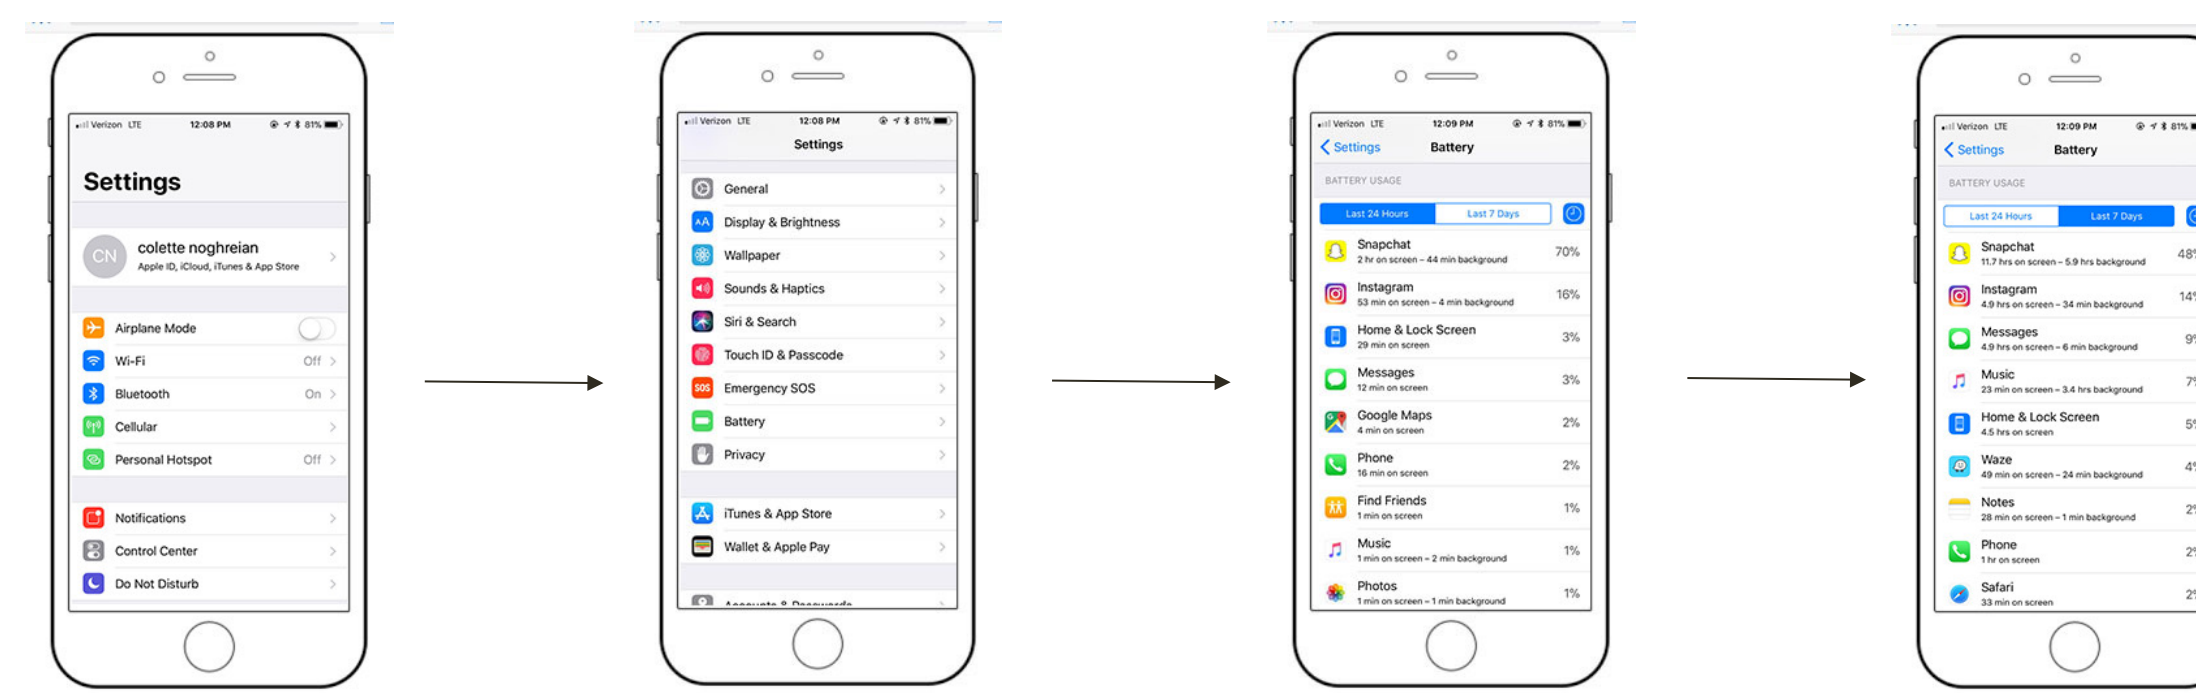 Verizon LTE 12:08 PM 81%
Settings
CN
colette noghreian
Apple ID, iCloud, iTunes & App Store
Airplane Mode
Wi-Fi Off
Bluetooth On
Cellular
Personal Hotspot Off
Notifications
Control Center
Do Not Disturb
Verizon LTE 12:08 PM 81%
Settings
General
AA Display & Brightness
Wallpaper
Sounds & Haptics
Siri & Search
Touch ID & Passcode
SOS Emergency SOS
Battery
Privacy
iTunes & App Store
Wallet & Apple Pay
Verizon LTE 12:09 PM 81%
Settings Battery
BATTERY USAGE
Last 24 Hours Last 7 Days
Snapchat 70%
2 hr on screen – 44 min background
Instagram 16%
53 min on screen – 4 min background
Home & Lock Screen 3%
29 min on screen
Messages 3%
12 min on screen
Google Maps 2%
4 min on screen
Phone 2%
16 min on screen
Find Friends 1%
1 min on screen
Music 1%
1 min on screen – 2 min background
Photos 1%
1 min on screen – 1 min background
Verizon LTE 12:09 PM 81%
Settings Battery
BATTERY USAGE
Last 24 Hours Last 7 Days
Snapchat 48%
11.7 hrs on screen – 5.9 hrs background
Instagram 14%
4.9 hrs on screen – 34 min background
Messages 9%
4.9 hrs on screen – 6 min background
Music 7%
23 min on screen – 3.4 hrs background
Home & Lock Screen 5%
4.5 hrs on screen
Waze 4%
49 min on screen – 24 min background
Notes 2%
28 min on screen – 1 min background
Phone 2%
1 hr on screen
Safari 2%
33 min on screen